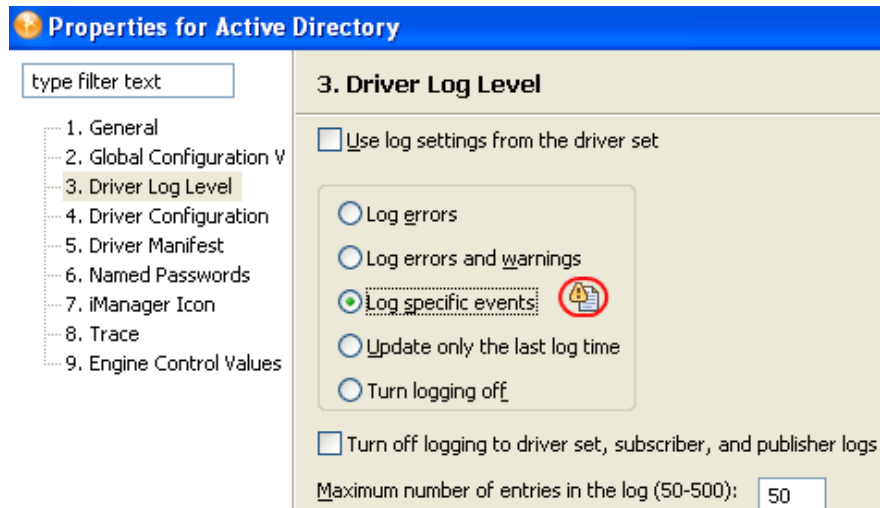 Properties for Active Directory
type filter text
1. General
2. Global Configuration V
3. Driver Log Level
4. Driver Configuration
5. Driver Manifest
6. Named Passwords
7. iManager Icon
8. Trace
9. Engine Control Values
3. Driver Log Level
Use log settings from the driver set
Log errors
Log errors and warnings
Log specific events
Update only the last log time
Turn logging off
Turn off logging to driver set, subscriber, and publisher logs
Maximum number of entries in the log (50-500): 50